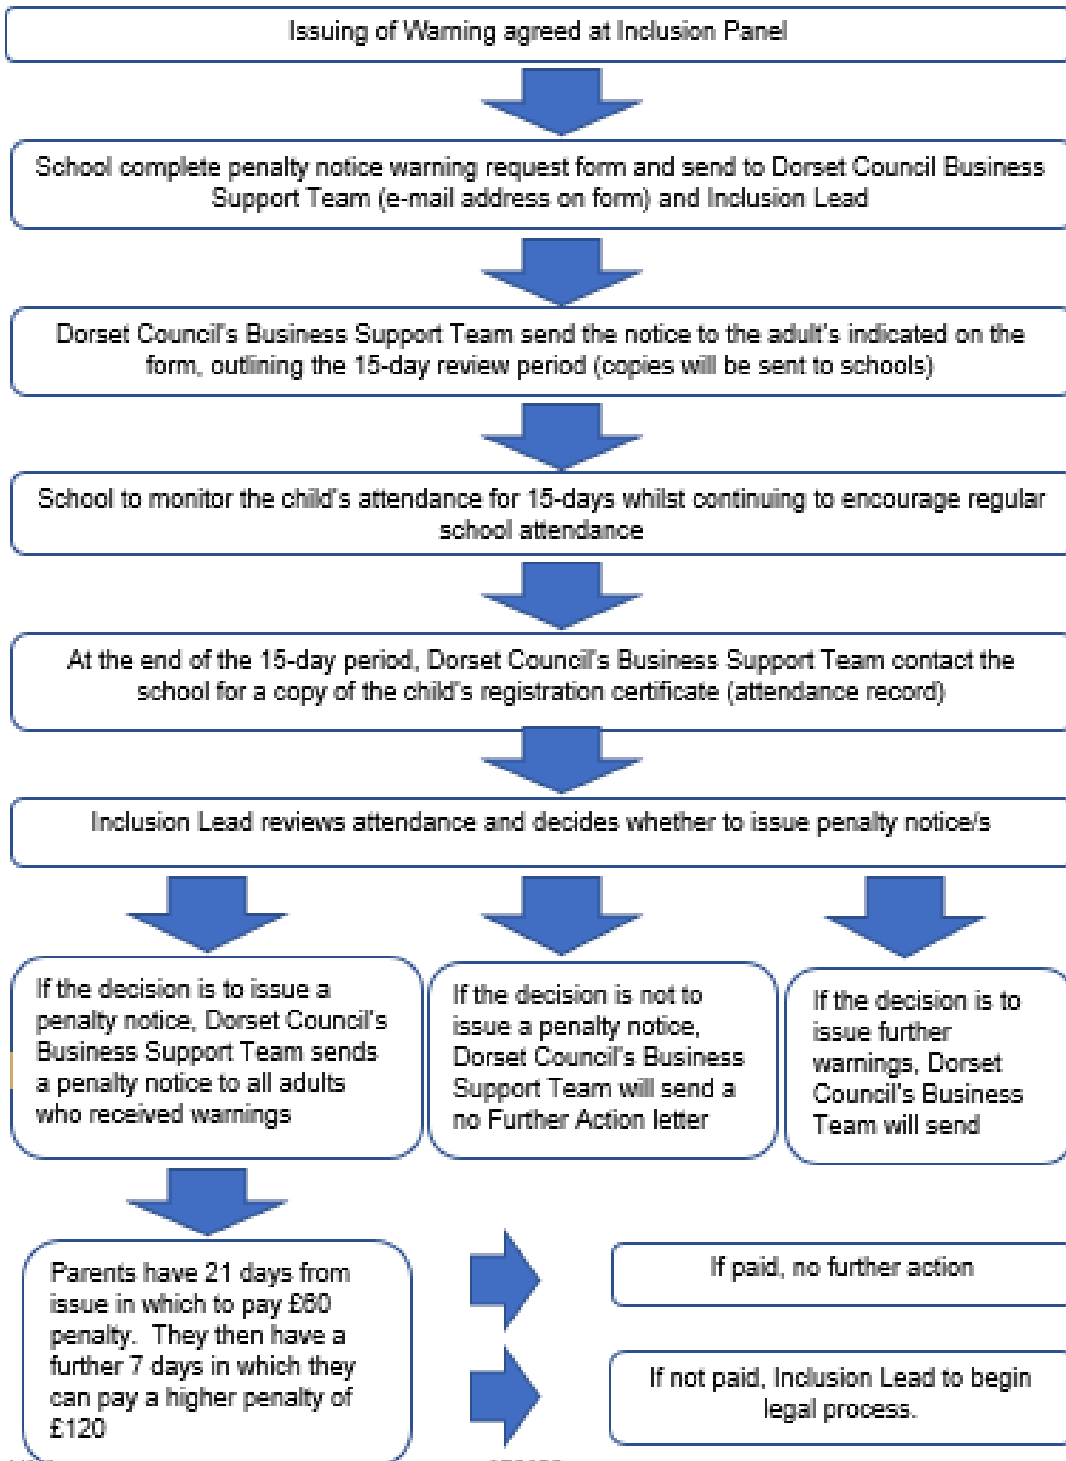 Issuing of Warning agreed at Inclusion Panel
School complete penalty notice warning request form and send to Dorset Council Business
Support Team (e-mail address on form) and Inclusion Lead
Dorset Council's Business Support Team send the notice to the adult's indicated on the
form, outlining the 15-day review period (copies will be sent to schools)
School to monitor the child's attendance for 15-days whilst continuing to encourage regular
school attendance
At the end of the 15-day period, Dorset Council's Business Support Team contact the
school for a copy of the child's registration certificate (attendance record)
Inclusion Lead reviews attendance and decides whether to issue penalty notice/s
If the decision is to issue a
penalty notice, Dorset Council's
Business Support Team sends
a penalty notice to all adults
who received warnings
If the decision is not to
issue a penalty notice,
Dorset Council's Business
Support Team will send a
no Further Action letter
If the decision is to
issue further
warnings, Dorset
Council's Business
Team will send
Parents have 21 days from
issue in which to pay £60
penalty. They then have a
further 7 days in which they
can pay a higher penalty of
£120
If paid, no further action
If not paid, Inclusion Lead to begin
legal process.